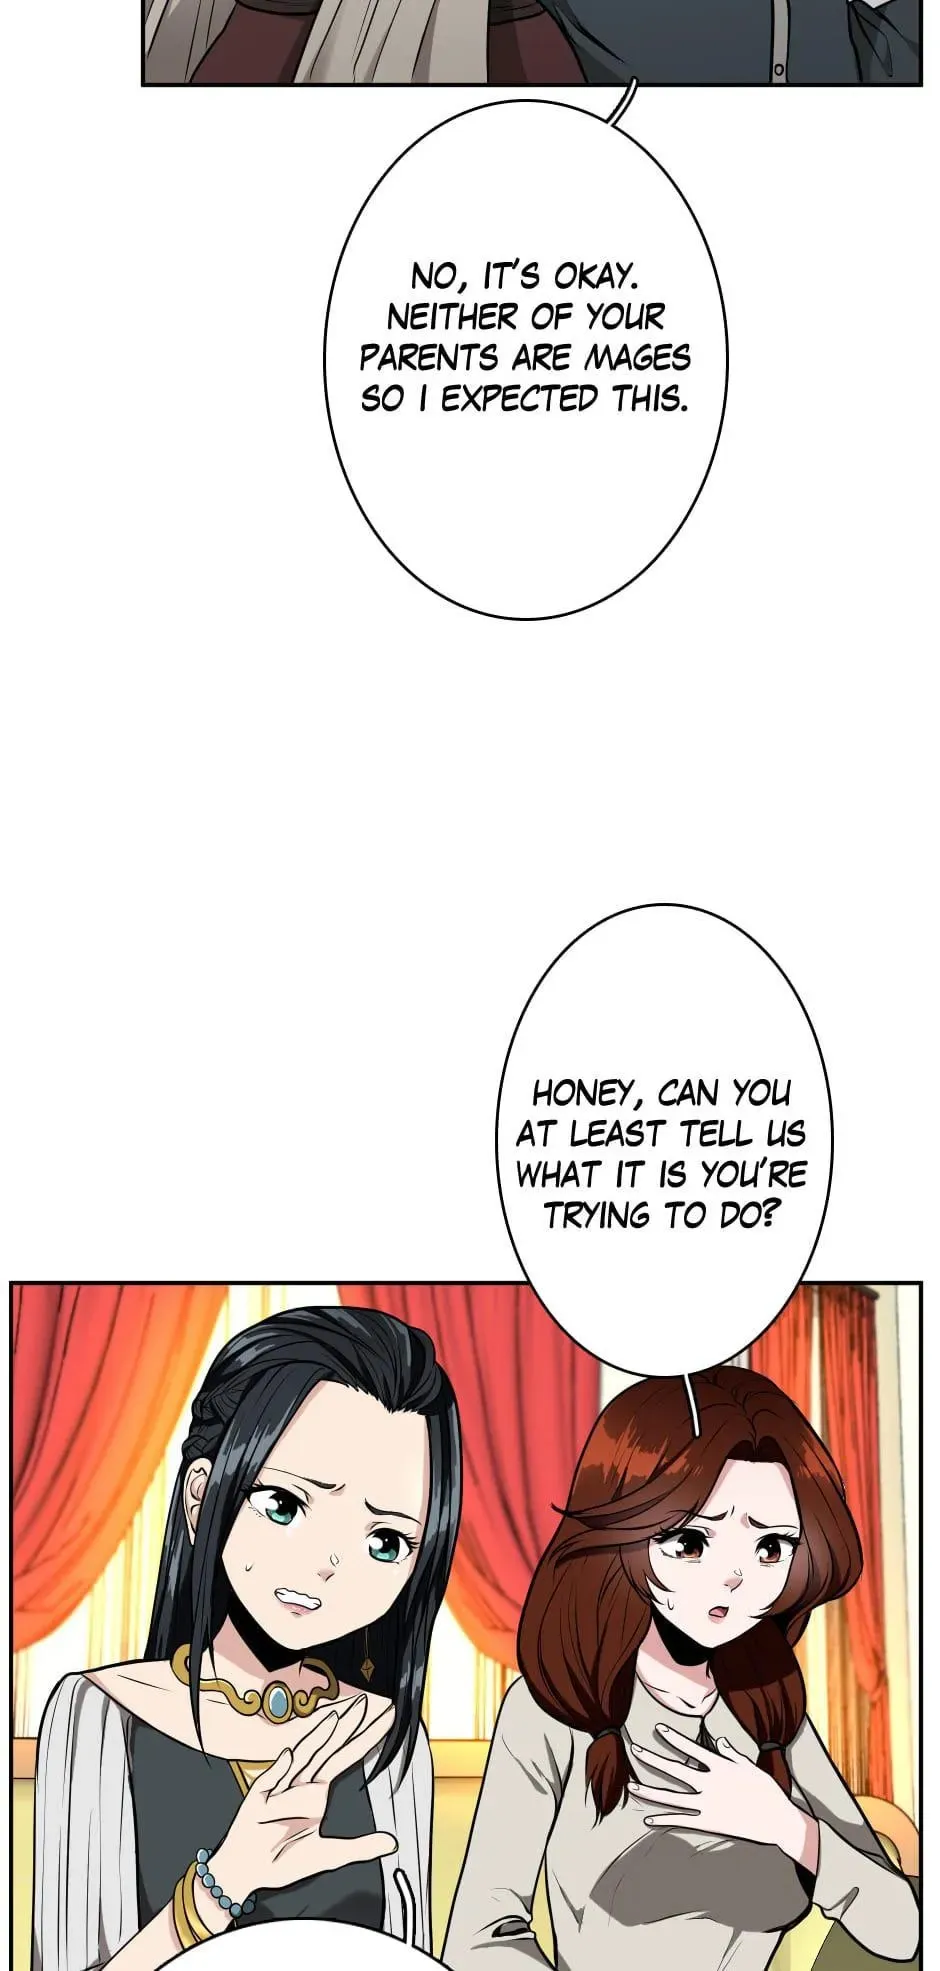 NO, IT'S OKAY.
NEITHER OF YOUR
PARENTS ARE MAGES
SO I EXPECTED THIS.
HONEY, CAN YOU
AT LEAST TELL US
WHAT IT IS YOU'RE
TRYING TO DO?